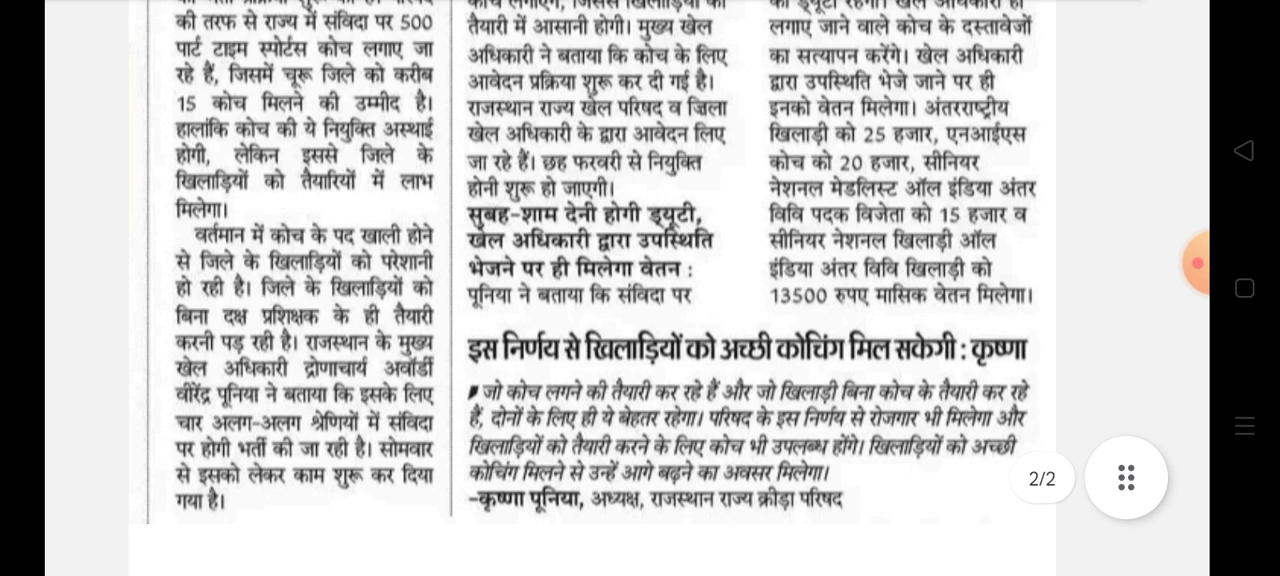 की तरफ से राज्य में संविदा पर 500
पार्ट टाइम स्पोर्टस कोच लगाए जा
रहे हैं, जिसमें चूरू जिले को करीब
15 कोच मिलने की उम्मीद है।
हालांकि कोच की ये नियुक्ति अस्थाई
होगी, लेकिन इससे जिले के
खिलाड़ियों को तैयारियों में लाभ
मिलेगा।
वर्तमान में कोच के पद खाली होने
से जिले के खिलाड़ियों को परेशानी
हो रही है। जिले के खिलाड़ियों को
बिना दक्ष प्रशिक्षक के ही तैयारी
करनी पड़ रही है। राजस्थान के मुख्य
खेल अधिकारी द्रोणाचार्य अवॉर्डी
वीरेंद्र पूनिया ने बताया कि इसके लिए
चार अलग-अलग श्रेणियों में संविदा
पर होगी भर्ती की जा रही है। सोमवार
से इसको लेकर काम शुरू कर दिया
गया है।
कोच लगाएंगे, जिससे खिलाड़ियों को
तैयारी में आसानी होगी। मुख्य खेल
अधिकारी ने बताया कि कोच के लिए
आवेदन प्रक्रिया शुरू कर दी गई है।
राजस्थान राज्य खेल परिषद व जिला
खेल अधिकारी के द्वारा आवेदन लिए
जा रहे हैं। छह फरवरी से नियुक्ति
होनी शुरू हो जाएगी।
सुबह-शाम देनी होगी ड्यूटी,
खेल अधिकारी द्वारा उपस्थिति
भेजने पर ही मिलेगा वेतन :
पूनिया ने बताया कि संविदा पर
की ड्यूटी रहेगी। खेल अधिकारी ही
लगाए जाने वाले कोच के दस्तावेजों
का सत्यापन करेंगे। खेल अधिकारी
द्वारा उपस्थिति भेजे जाने पर ही
इनको वेतन मिलेगा। अंतरराष्ट्रीय
खिलाड़ी को 25 हजार, एनआईएस
कोच को 20 हजार, सीनियर
नेशनल मेडलिस्ट ऑल इंडिया अंतर
विवि पदक विजेता को 15 हजार व
सीनियर नेशनल खिलाड़ी ऑल
इंडिया अंतर विवि खिलाड़ी को
13500 रुपए मासिक वेतन मिलेगा।
इस निर्णय से खिलाड़ियों को अच्छी कोचिंग मिल सकेगी : कृष्णा
जो कोच लगने की तैयारी कर रहे हैं और जो खिलाड़ी बिना कोच के तैयारी कर रहे
हैं, दोनों के लिए ही ये बेहतर रहेगा। परिषद के इस निर्णय से रोजगार भी मिलेगा और
खिलाड़ियों को तैयारी करने के लिए कोच भी उपलब्ध होंगे। खिलाड़ियों को अच्छी
कोचिंग मिलने से उन्हें आगे बढ़ने का अवसर मिलेगा।
-कृष्णा पूनिया, अध्यक्ष, राजस्थान राज्य क्रीड़ा परिषद
2/2